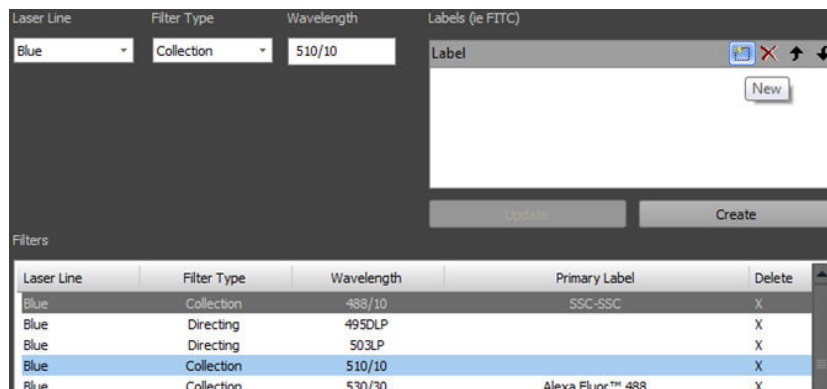 Laser Line Filter Type Wavelength Labels (ie FITC)
Blue Collection 510/10 Label
New
Update Create
Filters
Laser Line Filter Type Wavelength Primary Label Delete
Blue Collection 488/10 SSC-SSC X
Blue Directing 495DLP X
Blue Directing 503LP X
Blue Collection 510/10 X
Blue Collection 530/30 Alexa Fluor™ 488 X